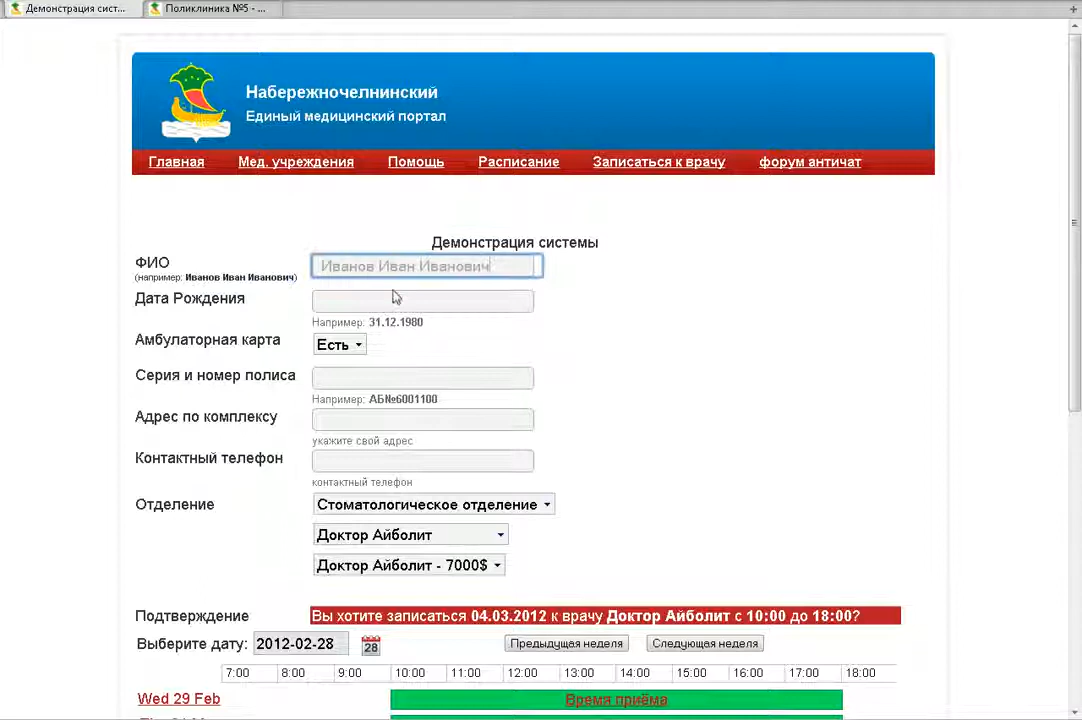 Демонстрация сист...
Поликлиника №5 - ...
Набережночелнинский
Единый медицинский портал
Главная Мед. учреждения Помощь Расписание Записаться к врачу форум античат
Демонстрация системы
ФИО
Иванов Иван Иванович
(например: Иванов Иван Иванович)
Дата Рождения
Например: 31.12.1980
Амбулаторная карта
Есть
Серия и номер полиса
Например: АБ№6001100
Адрес по комплексу
укажите свой адрес
Контактный телефон
контактный телефон
Отделение
Стоматологическое отделение
Доктор Айболит
Доктор Айболит - 7000$
Подтверждение
Вы хотите записаться 04.03.2012 к врачу Доктор Айболит с 10:00 до 18:00?
Выберите дату: 2012-02-28 28 Предыдущая неделя Следующая неделя
7:00 8:00 9:00 10:00 11:00 12:00 13:00 14:00 15:00 16:00 17:00 18:00
Wed 29 Feb Время приёма